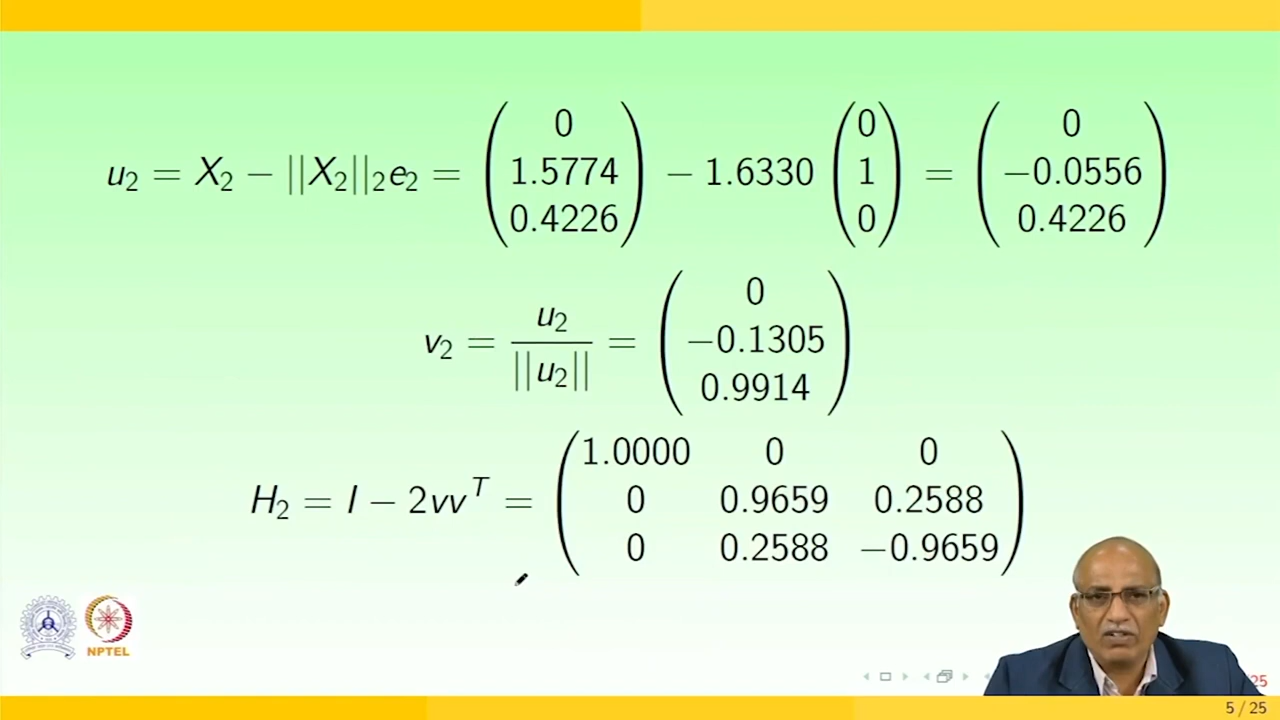 u₂ = X₂ − ||X₂||₂e₂ = (0 1.5774 0.4226) − 1.6330 (0 1 0) = (0 −0.0556 0.4226)
v₂ = u₂ / ||u₂|| = (0 −0.1305 0.9914)
H₂ = I − 2vvᵀ = (1.0000 0 0
0 0.9659 0.2588
0 0.2588 −0.9659)
NPTEL
5 / 25